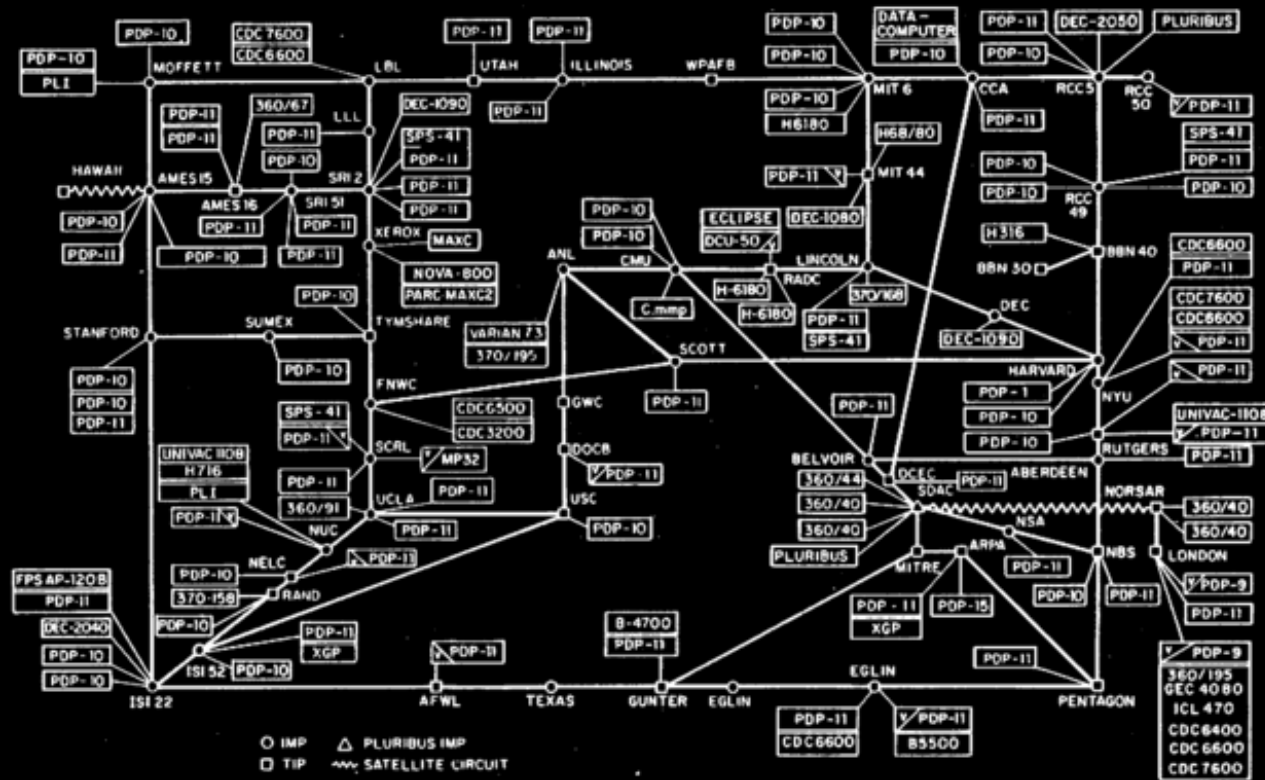 PDP-10
DATA-
COMPUTER
PDP-10
PDP-11
DEC-2050
PLURIBUS
CDC7600
CDC6600
PDP-11
PDP-11
PDP-10
PDP-10
PLI
PDP-10
PDP-10
MOFFETT
LBL
UTAH
ILLINOIS
WPAFB
MIT 6
CCA
RCC5
RCC
50
PDP-11
PDP-10
H6180
PDP-11
PDP-11
360/67
LLL
DEC-1090
PDP-11
PDP-11
PDP-11
PDP-10
SPS-41
PDP-11
PDP-11
PDP-11
H68/80
PDP-11
MIT 44
DEC-1080
SPS-41
PDP-11
PDP-10
PDP-10
PDP-10
RCC
49
HAWAII
AMES15
AMES16
SRI51
SRI2
PDP-10
PDP-11
PDP-10
PDP-11
PDP-11
PDP-11
XEROX
MAXC
NOVA-800
PARC-MAXC2
PDP-10
PDP-10
ECLIPSE
DCU-50
H316
BBN 30
BBN 40
CDC6600
PDP-11
ANL
CMU
RADC
LINCOLN
C.mmp
H-6180
H-6180
370/168
PDP-11
SPS-41
DEC
DEC-1090
CDC7600
CDC6600
PDP-11
PDP-11
PDP-10
STANFORD
SUMEX
TYMSHARE
VARIAN 73
370/195
SCOTT
HARVARD
PDP-10
PDP-10
PDP-11
PDP-10
FNWC
PDP-11
PDP-1
PDP-10
PDP-10
NYU
SPS-41
PDP-11
CDC6500
CDC3200
GWC
PDP-11
UNIVAC-1108
PDP-11
PDP-11
UNIVAC 1108
H716
PLI
PDP-11
SCRL
MP32
DOCB
PDP-11
BELVOIR
DCEC
PDP-11
ABERDEEN
RUTGERS
PDP-11
360/91
UCLA
PDP-11
PDP-11
USC
PDP-10
360/44
360/40
360/40
PLURIBUS
SDAC
NORSAR
360/40
360/40
NUC
NELC
PDP-11
PDP-10
370-158
RAND
NSA
PDP-11
MITRE
ARPA
NBS
PDP-10
PDP-11
LONDON
PDP-9
PDP-11
FPS AP-120B
PDP-11
DEC-2040
PDP-10
PDP-10
PDP-10
PDP-11
XGP
ISI52
PDP-10
PDP-11
XGP
PDP-15
PDP-11
B-4700
PDP-11
PDP-11
PDP-9
360/195
GEC 4080
ICL 470
CDC6400
CDC6600
CDC7600
ISI22
AFWL
TEXAS
GUNTER
EGLIN
EGLIN
PENTAGON
PDP-11
CDC6600
PDP-11
B5500
IMP
PLURIBUS IMP
TIP
SATELLITE CIRCUIT